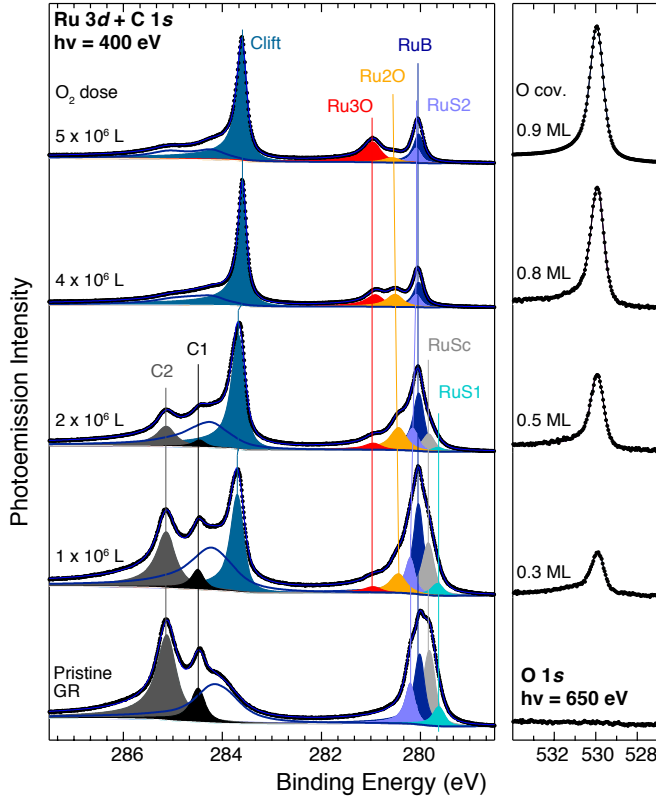 Ru 3d + C 1s
hν = 400 eV
Clift
RuB
Ru2O
RuS2
Ru3O
O₂ dose
O cov.
5 x 10⁶ L
0.9 ML
4 x 10⁶ L
0.8 ML
C2
C1
RuSc
RuS1
2 x 10⁶ L
0.5 ML
1 x 10⁶ L
0.3 ML
Pristine
GR
O 1s
hν = 650 eV
Photoemission Intensity
286
284
282
280
532
530
528
Binding Energy (eV)